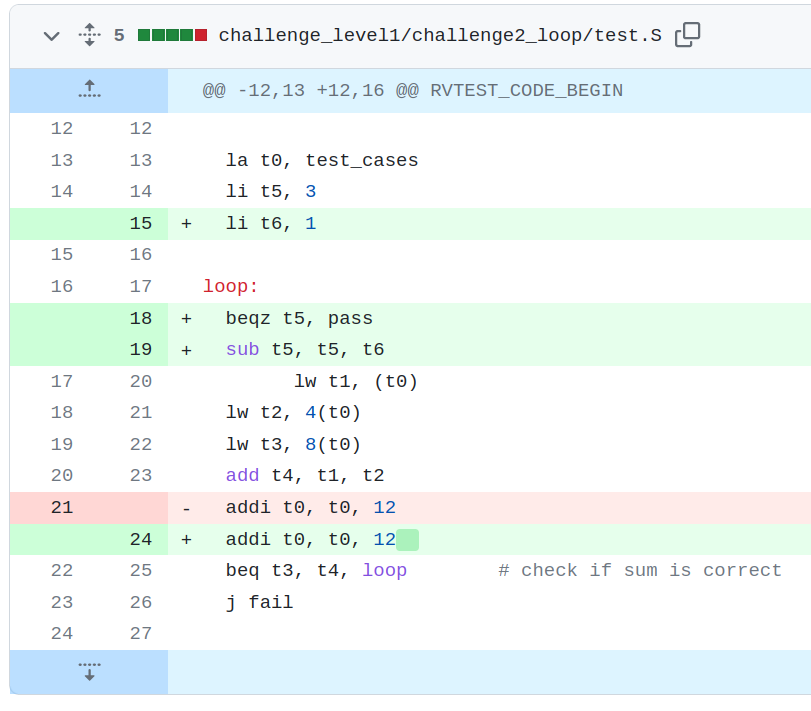 5 challenge_level1/challenge2_loop/test.S
@@ -12,13 +12,16 @@ RVTEST_CODE_BEGIN
12 12
13 13 la t0, test_cases
14 14 li t5, 3
15 + li t6, 1
15 16
16 17 loop:
18 + beqz t5, pass
19 + sub t5, t5, t6
17 20 lw t1, (t0)
18 21 lw t2, 4(t0)
19 22 lw t3, 8(t0)
20 23 add t4, t1, t2
21 - addi t0, t0, 12
24 + addi t0, t0, 12
22 25 beq t3, t4, loop # check if sum is correct
23 26 j fail
24 27